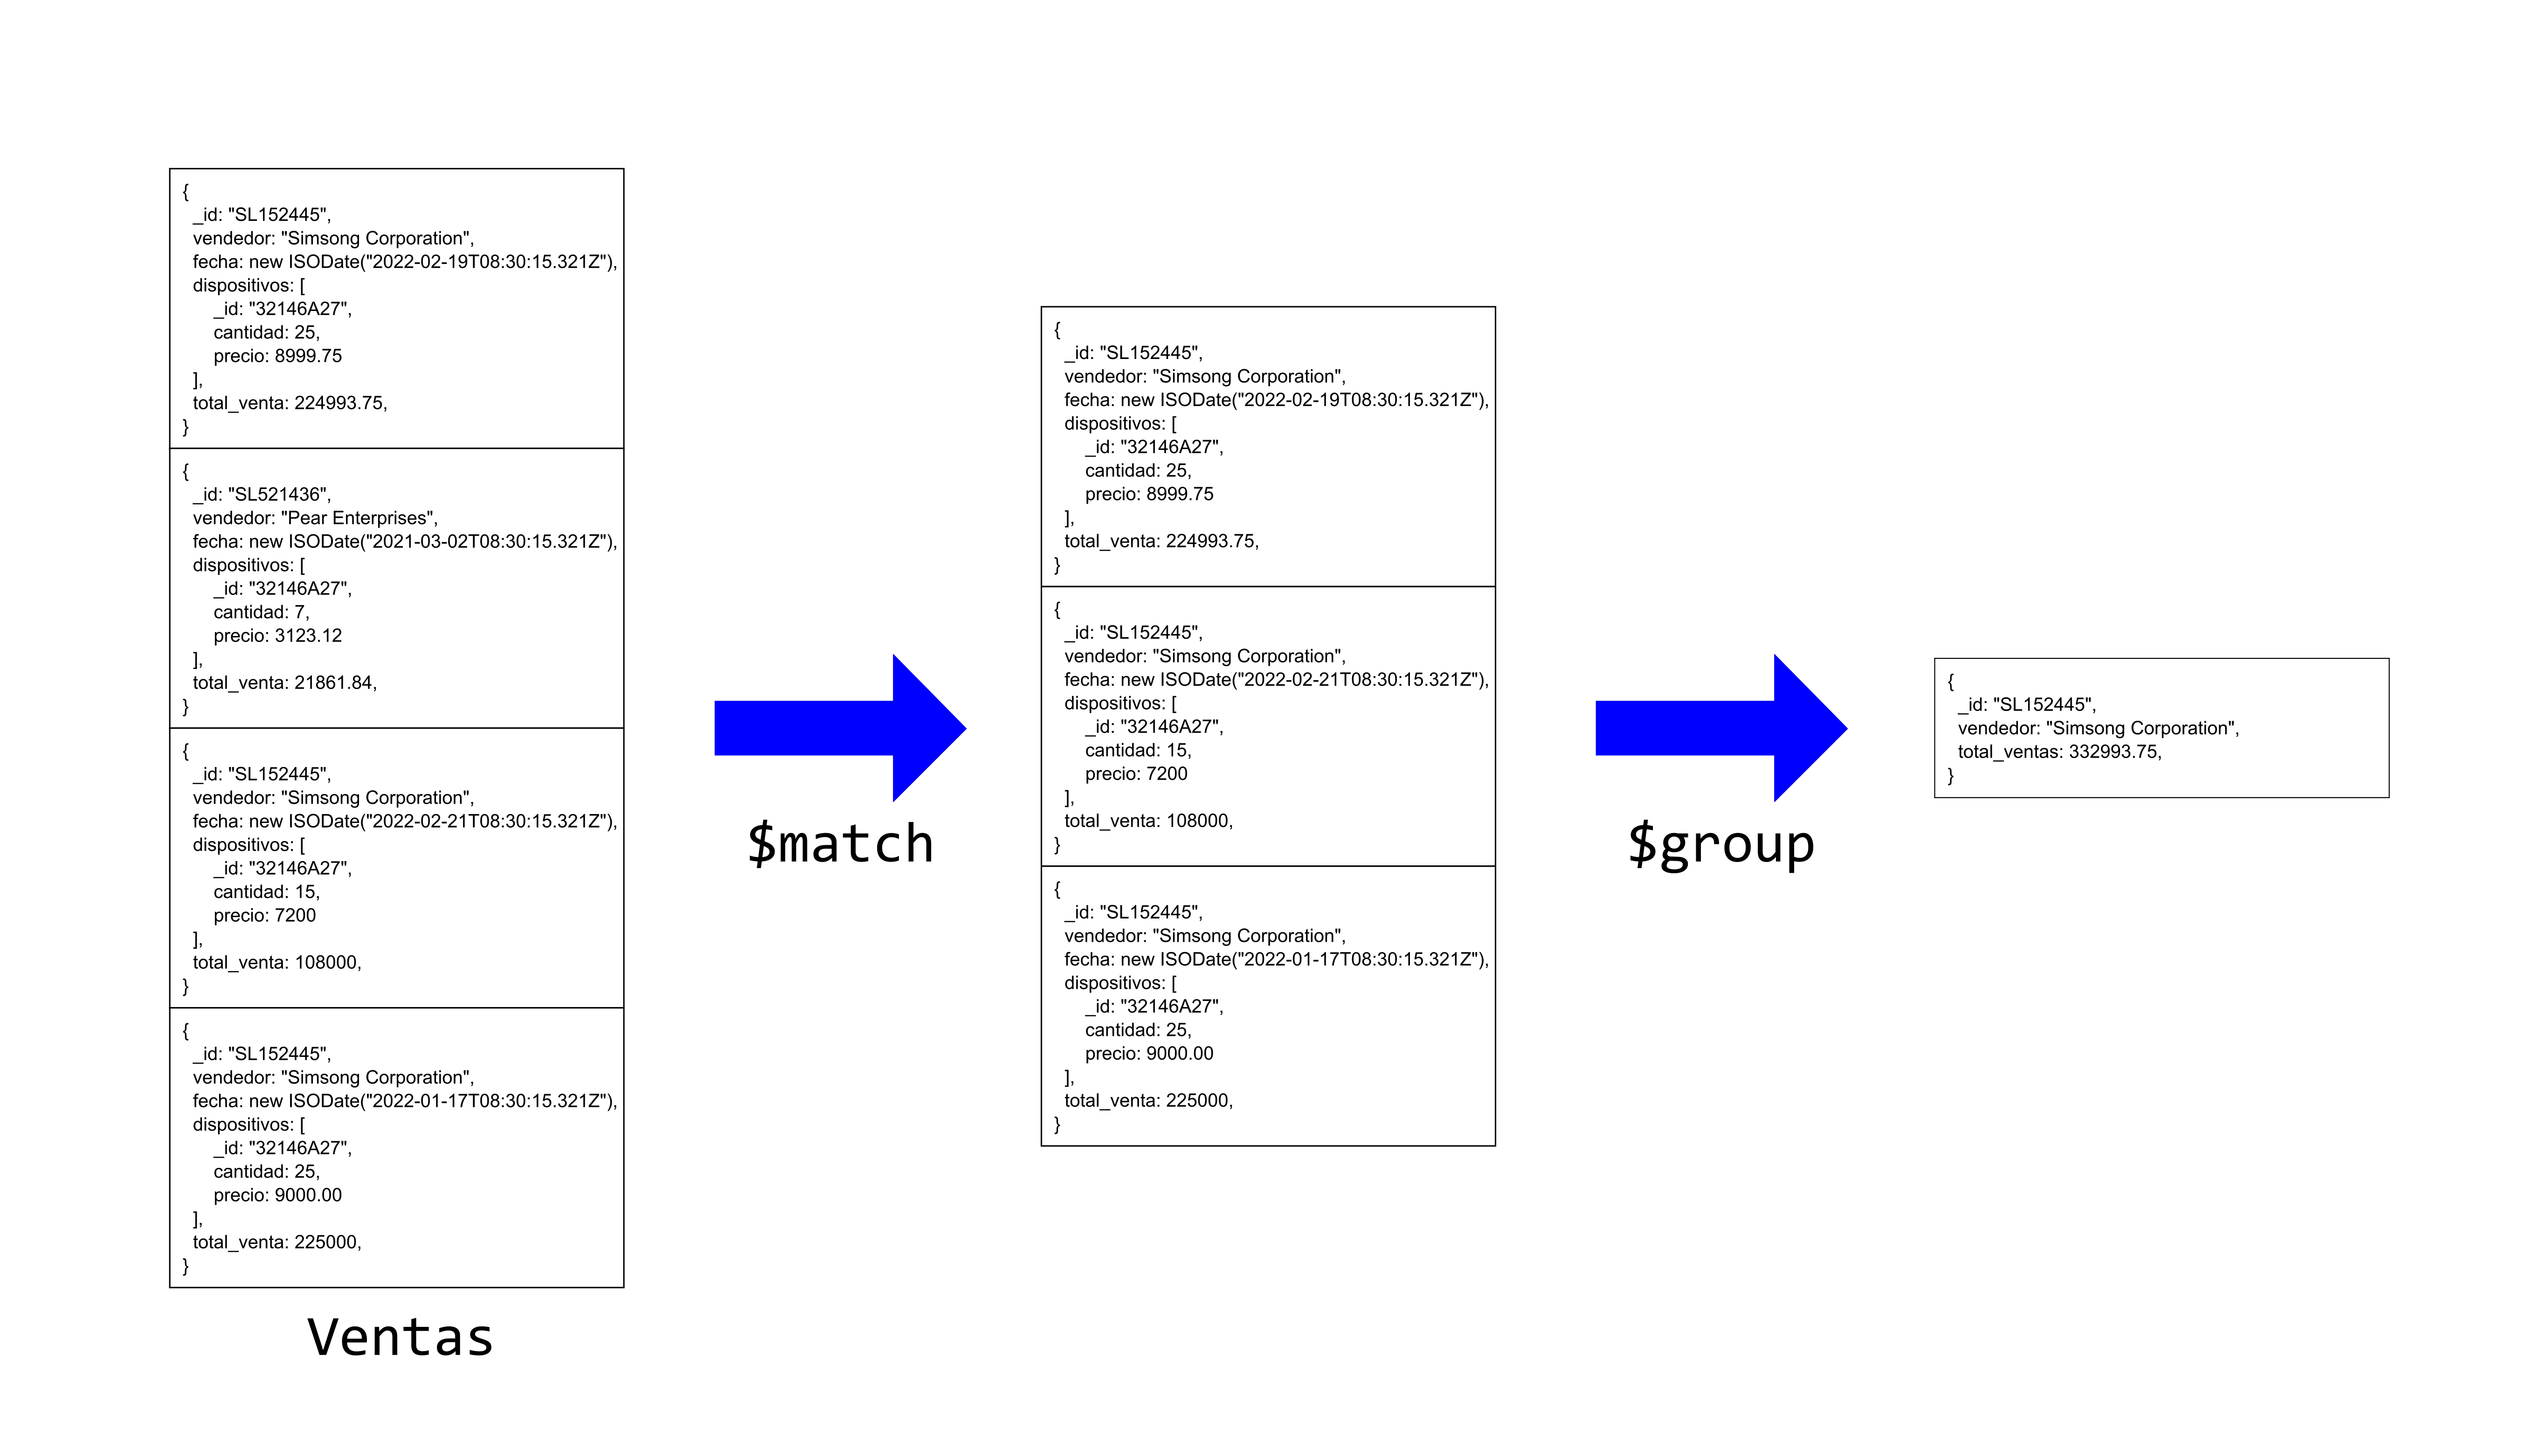 {
_id: "SL152445",
vendedor: "Simsong Corporation",
fecha: new ISODate("2022-02-19T08:30:15.321Z"),
dispositivos: [
_id: "32146A27",
cantidad: 25,
precio: 8999.75
],
total_venta: 224993.75,
}
{
_id: "SL521436",
vendedor: "Pear Enterprises",
fecha: new ISODate("2021-03-02T08:30:15.321Z"),
dispositivos: [
_id: "32146A27",
cantidad: 7,
precio: 3123.12
],
total_venta: 21861.84,
}
{
_id: "SL152445",
vendedor: "Simsong Corporation",
fecha: new ISODate("2022-02-21T08:30:15.321Z"),
dispositivos: [
_id: "32146A27",
cantidad: 15,
precio: 7200
],
total_venta: 108000,
}
{
_id: "SL152445",
vendedor: "Simsong Corporation",
fecha: new ISODate("2022-01-17T08:30:15.321Z"),
dispositivos: [
_id: "32146A27",
cantidad: 25,
precio: 9000.00
],
total_venta: 225000,
}
Ventas
$match
{
_id: "SL152445",
vendedor: "Simsong Corporation",
fecha: new ISODate("2022-02-19T08:30:15.321Z"),
dispositivos: [
_id: "32146A27",
cantidad: 25,
precio: 8999.75
],
total_venta: 224993.75,
}
{
_id: "SL152445",
vendedor: "Simsong Corporation",
fecha: new ISODate("2022-02-21T08:30:15.321Z"),
dispositivos: [
_id: "32146A27",
cantidad: 15,
precio: 7200
],
total_venta: 108000,
}
{
_id: "SL152445",
vendedor: "Simsong Corporation",
fecha: new ISODate("2022-01-17T08:30:15.321Z"),
dispositivos: [
_id: "32146A27",
cantidad: 25,
precio: 9000.00
],
total_venta: 225000,
}
$group
{
_id: "SL152445",
vendedor: "Simsong Corporation",
total_ventas: 332993.75,
}